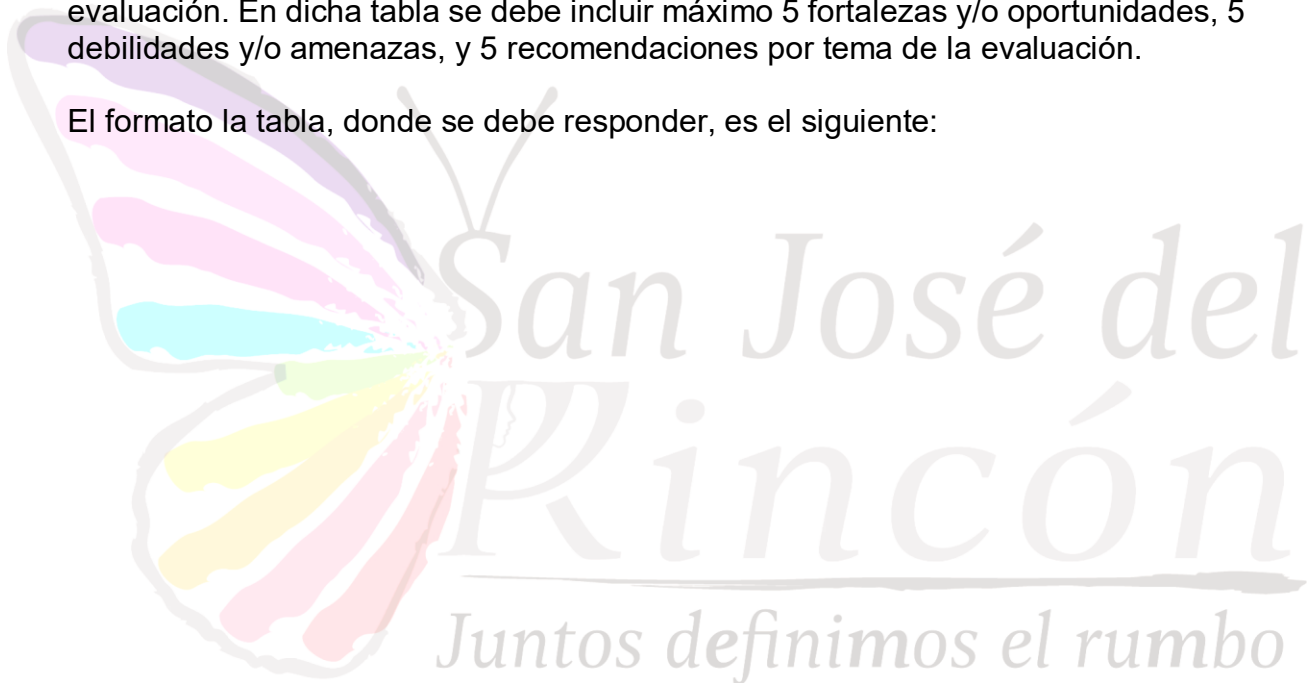 evaluación. En dicha tabla se debe incluir máximo 5 fortalezas y/o oportunidades, 5
debilidades y/o amenazas, y 5 recomendaciones por tema de la evaluación.
El formato la tabla, donde se debe responder, es el siguiente:
San José del
Rincón
Juntos definimos el rumbo